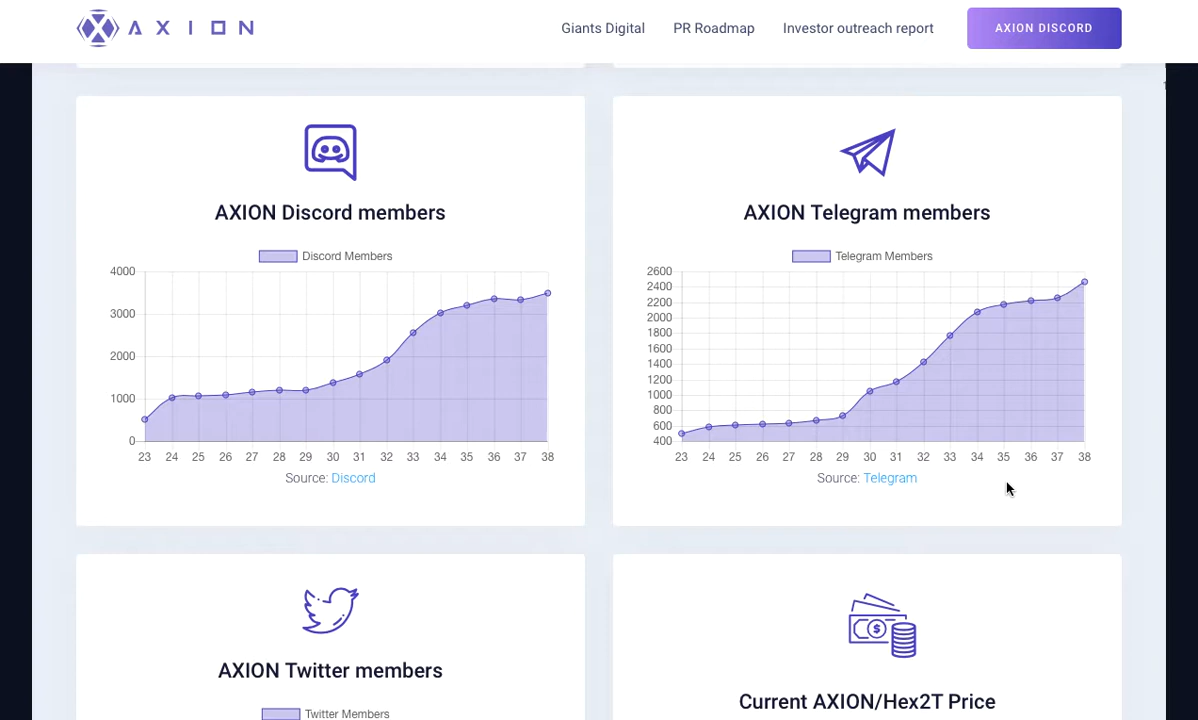 AXION
Giants Digital
PR Roadmap
Investor outreach report
AXION DISCORD
AXION Discord members
Discord Members
4000
3000
2000
1000
0
23 24 25 26 27 28 29 30 31 32 33 34 35 36 37 38
Source: Discord
AXION Telegram members
Telegram Members
2600
2400
2200
2000
1800
1600
1400
1200
1000
800
600
400
23 24 25 26 27 28 29 30 31 32 33 34 35 36 37 38
Source: Telegram
AXION Twitter members
Twitter Members
Current AXION/Hex2T Price